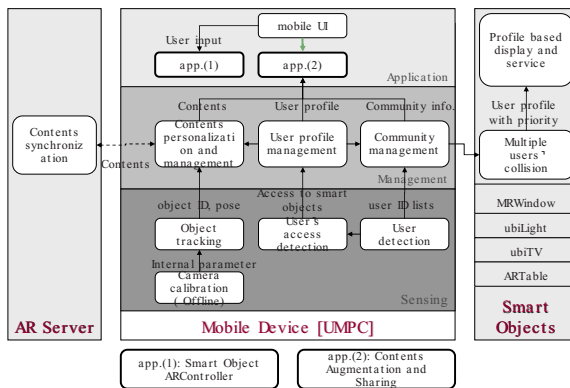 mobile UI
User input
app.(1)
app.(2)
Application
Contents
User profile
Community info.
Contents
synchroniz
ation
Contents
Contents
personalizati
on and
management
User profile
management
Community
management
Management
object ID, pose
Access to smart
objects
user ID lists
Object
tracking
User's
access
detection
User
detection
Internal parameter
Camera
calibration
( Offline)
Sensing
Profile based
display and
service
User profile
with priority
Multiple
users'
collision
MRWindow
ubiLight
ubiTV
ARTable
AR Server
Mobile Device [UMPC]
Smart
Objects
app.(1): Smart Object
ARController
app.(2): Contents
Augmentation and
Sharing